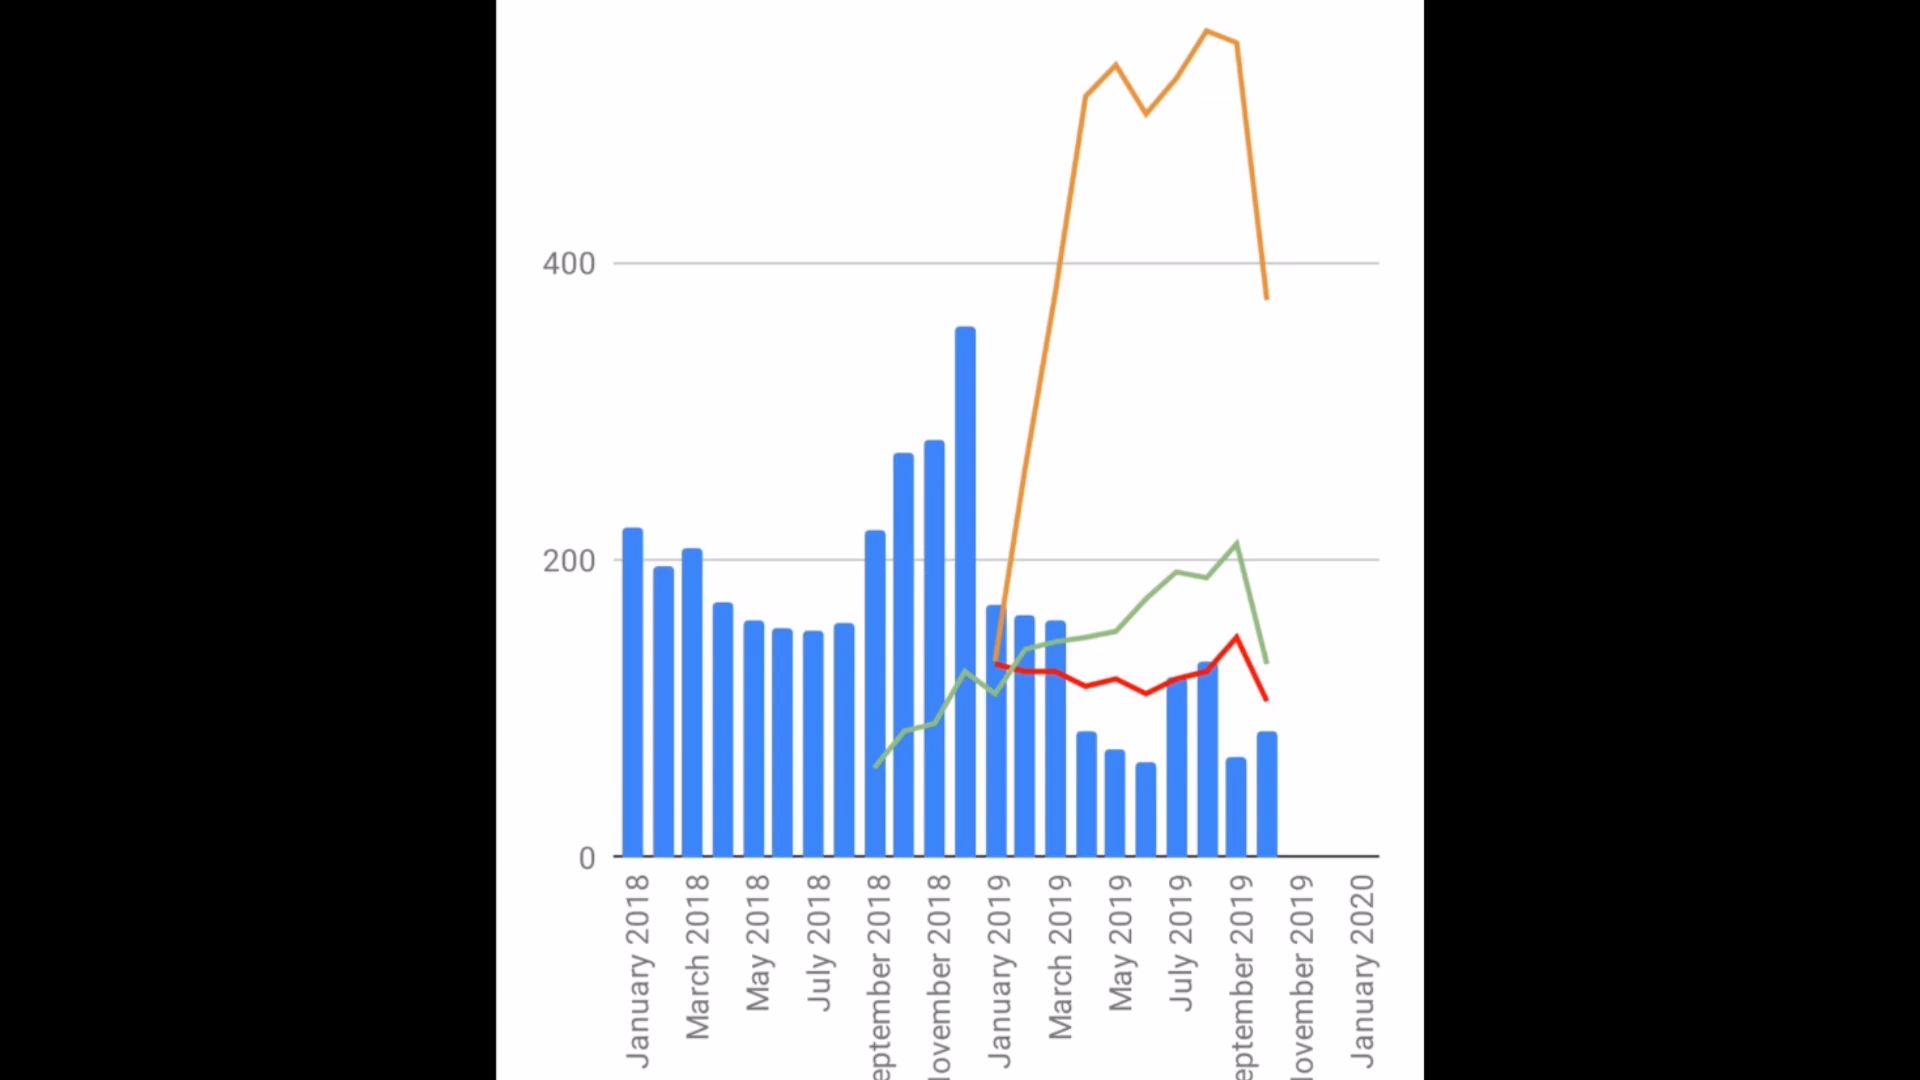 400
200
0
January 2018
March 2018
May 2018
July 2018
eptember 2018
lovember 2018
January 2019
March 2019
May 2019
July 2019
eptember 2019
lovember 2019
January 2020